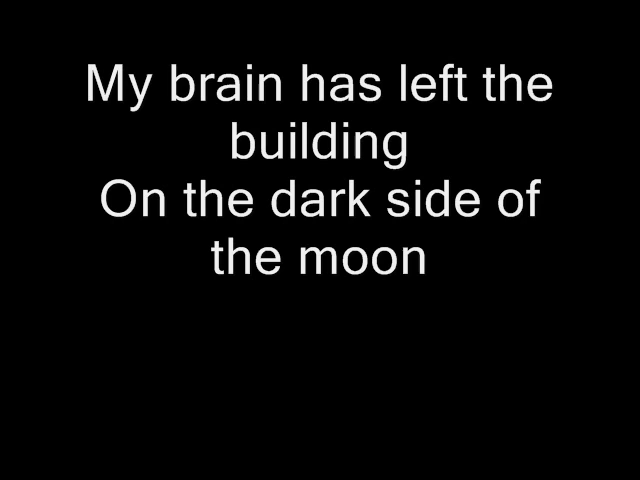 My brain has left the
building
On the dark side of
the moon